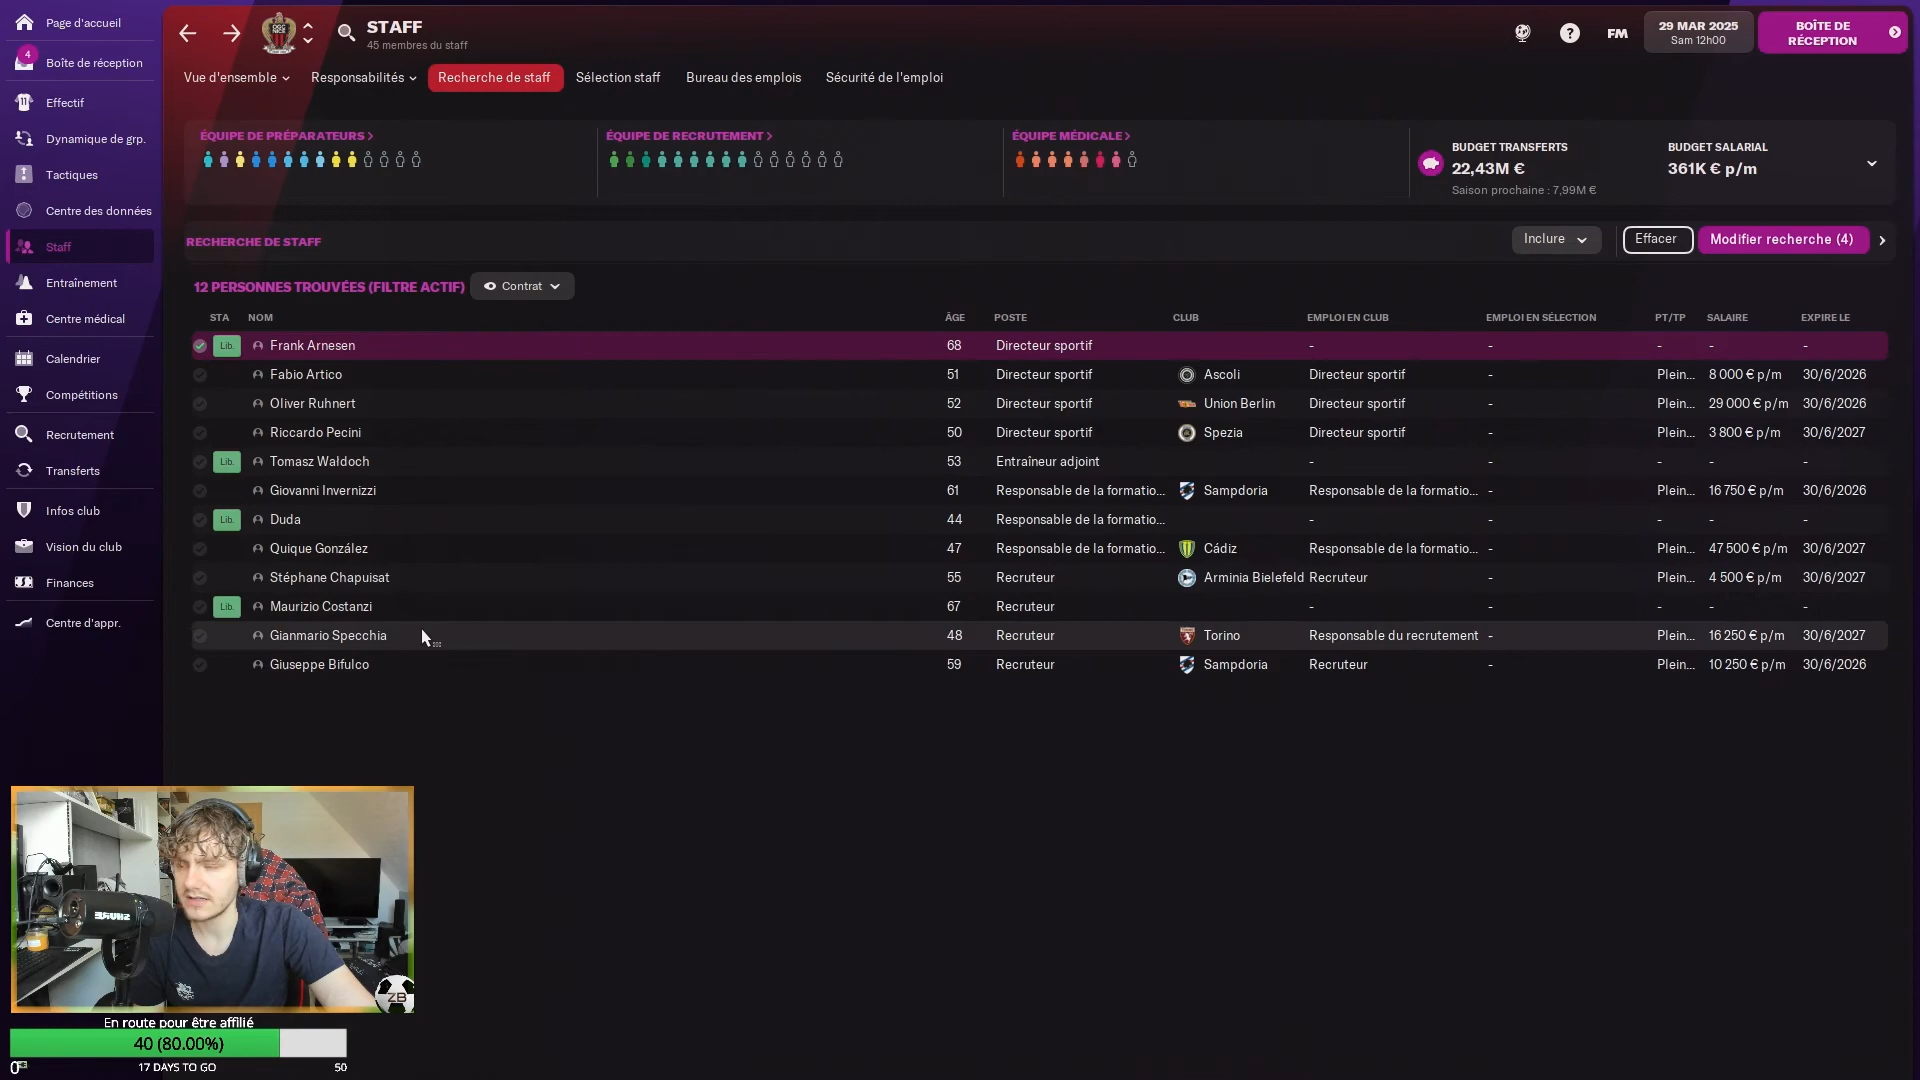 Page d'accueil
4
Boîte de réception
Effectif
Dynamique de grp.
Tactiques
Centre des données
Staff
Entraînement
Centre médical
Calendrier
Compétitions
Recrutement
Transferts
Infos club
Vision du club
Finances
Centre d'appr.
STAFF
45 membres du staff
FM
29 MAR 2025
Sam 12h00
BOÎTE DE
RÉCEPTION
Vue d'ensemble Responsabilités Recherche de staff Sélection staff Bureau des emplois Sécurité de l'emploi
ÉQUIPE DE PRÉPARATEURS > ÉQUIPE DE RECRUTEMENT > ÉQUIPE MÉDICALE >
BUDGET TRANSFERTS BUDGET SALARIAL
22,43M € 361K € p/m
Saison prochaine : 7,99M €
RECHERCHE DE STAFF Inclure Effacer Modifier recherche (4)
12 PERSONNES TROUVÉES (FILTRE ACTIF) Contrat
STA NOM ÂGE POSTE CLUB EMPLOI EN CLUB EMPLOI EN SÉLECTION PT/TP SALAIRE EXPIRE LE
Lib. Frank Arnesen 68 Directeur sportif - - - - -
Fabio Artico 51 Directeur sportif Ascoli Directeur sportif - Plein... 8 000 € p/m 30/6/2026
Oliver Ruhnert 52 Directeur sportif Union Berlin Directeur sportif - Plein... 29 000 € p/m 30/6/2026
Riccardo Pecini 50 Directeur sportif Spezia Directeur sportif - Plein... 3 800 € p/m 30/6/2027
Lib. Tomasz Wałdoch 53 Entraîneur adjoint - - - - -
Giovanni Invernizzi 61 Responsable de la formatio... Sampdoria Responsable de la formatio... - Plein... 16 750 € p/m 30/6/2026
Lib. Duda 44 Responsable de la formatio... - - - - -
Quique González 47 Responsable de la formatio... Cádiz Responsable de la formatio... - Plein... 47 500 € p/m 30/6/2027
Stéphane Chapuisat 55 Recruteur Arminia Bielefeld Recruteur - Plein... 4 500 € p/m 30/6/2027
Lib. Maurizio Costanzi 67 Recruteur - - - - -
Gianmario Specchia 48 Recruteur Torino Responsable du recrutement - Plein... 16 250 € p/m 30/6/2027
Giuseppe Bifulco 59 Recruteur Sampdoria Recruteur - Plein... 10 250 € p/m 30/6/2026
ZB
En route pour être affilié
40 (80.00%)
0 17 DAYS TO GO 50